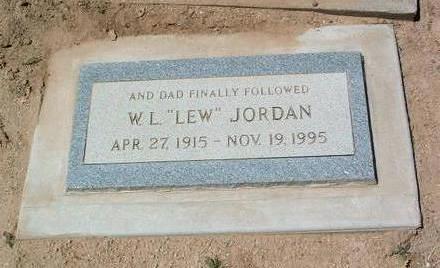 AND DAD FINALLY FOLLOWED
W. L. "LEW" JORDAN
APR. 27, 1915 – NOV. 19, 1995